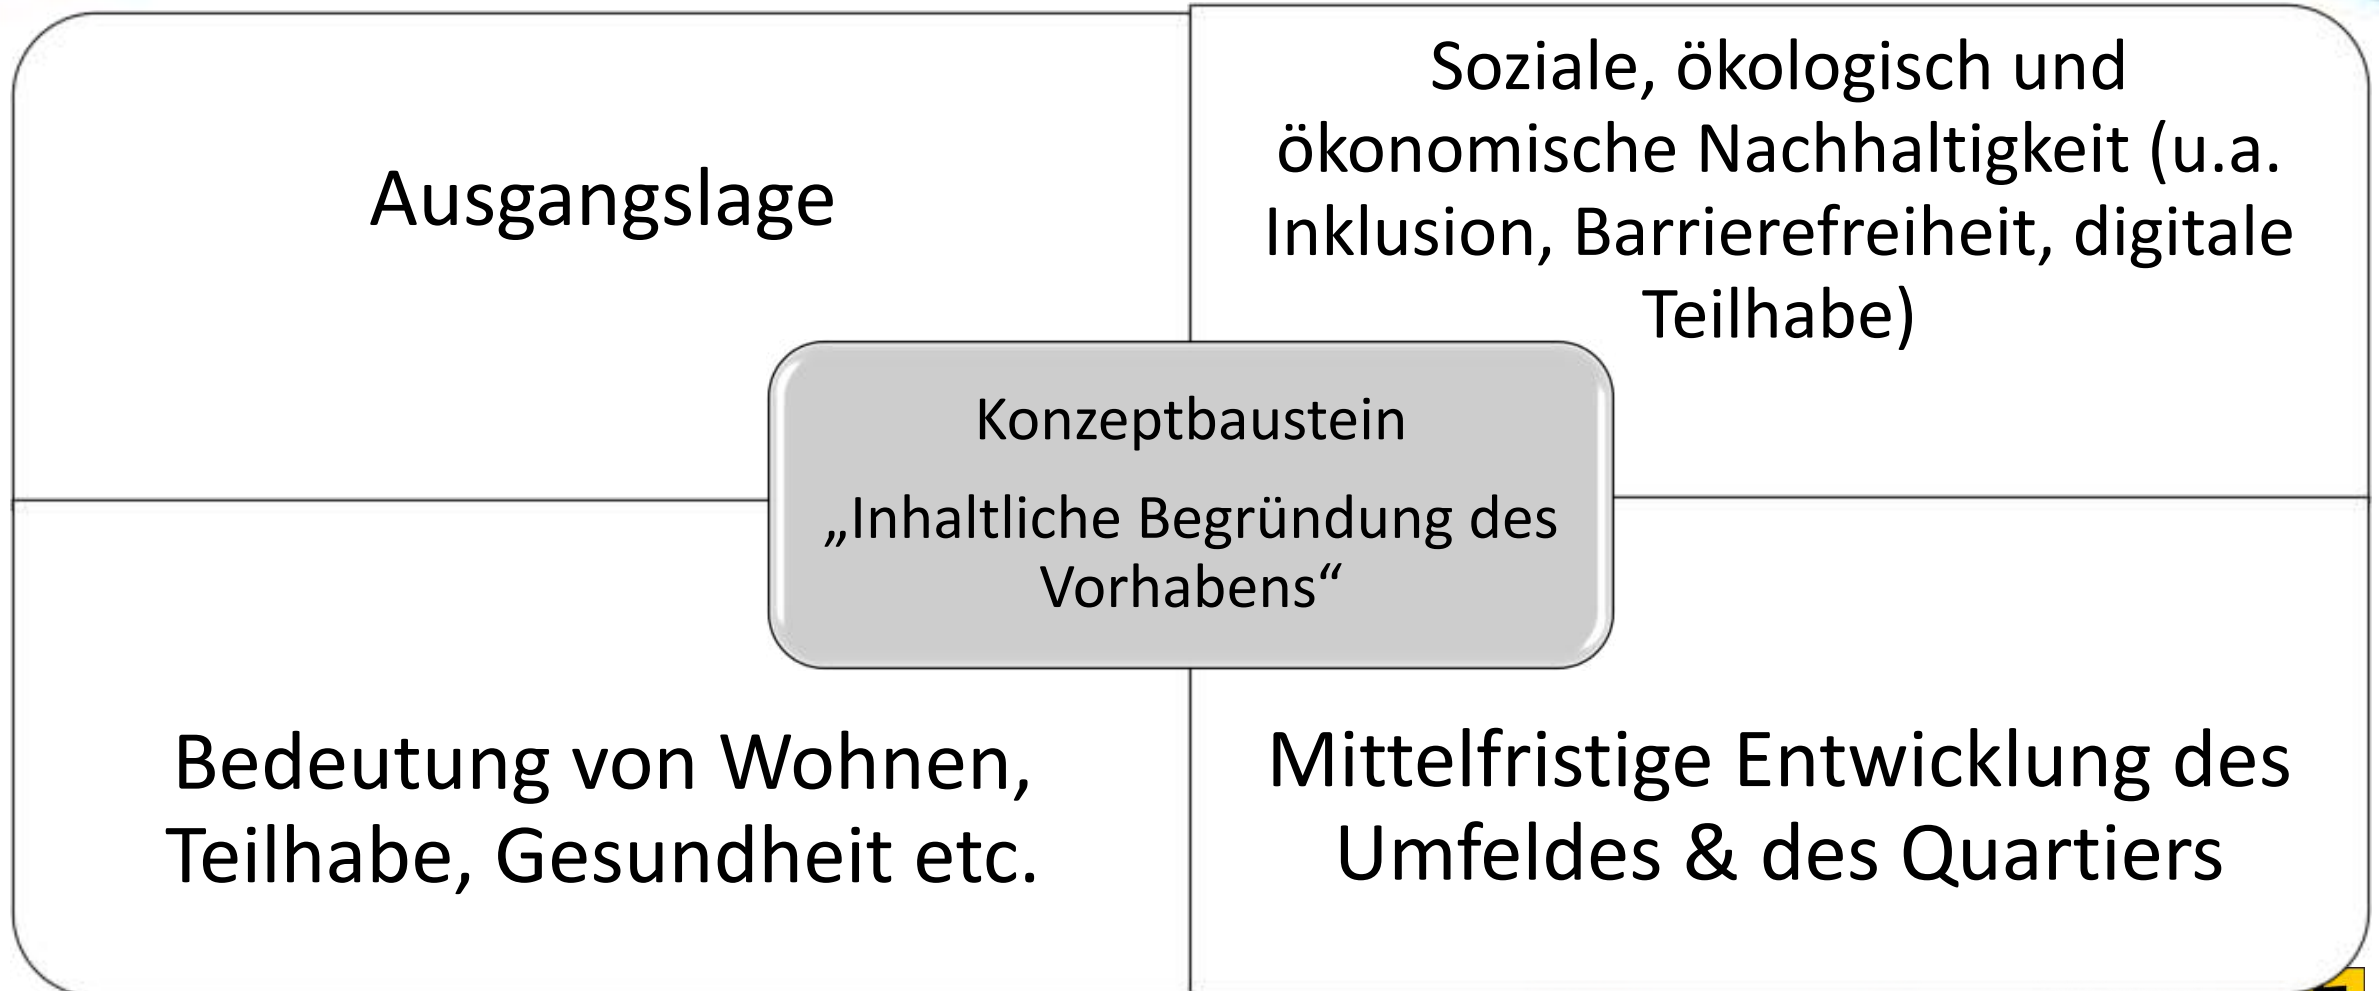 Ausgangslage
Soziale, ökologisch und
ökonomische Nachhaltigkeit (u.a.
Inklusion, Barrierefreiheit, digitale
Teilhabe)
Konzeptbaustein
„Inhaltliche Begründung des
Vorhabens“
Bedeutung von Wohnen,
Teilhabe, Gesundheit etc.
Mittelfristige Entwicklung des
Umfeldes & des Quartiers